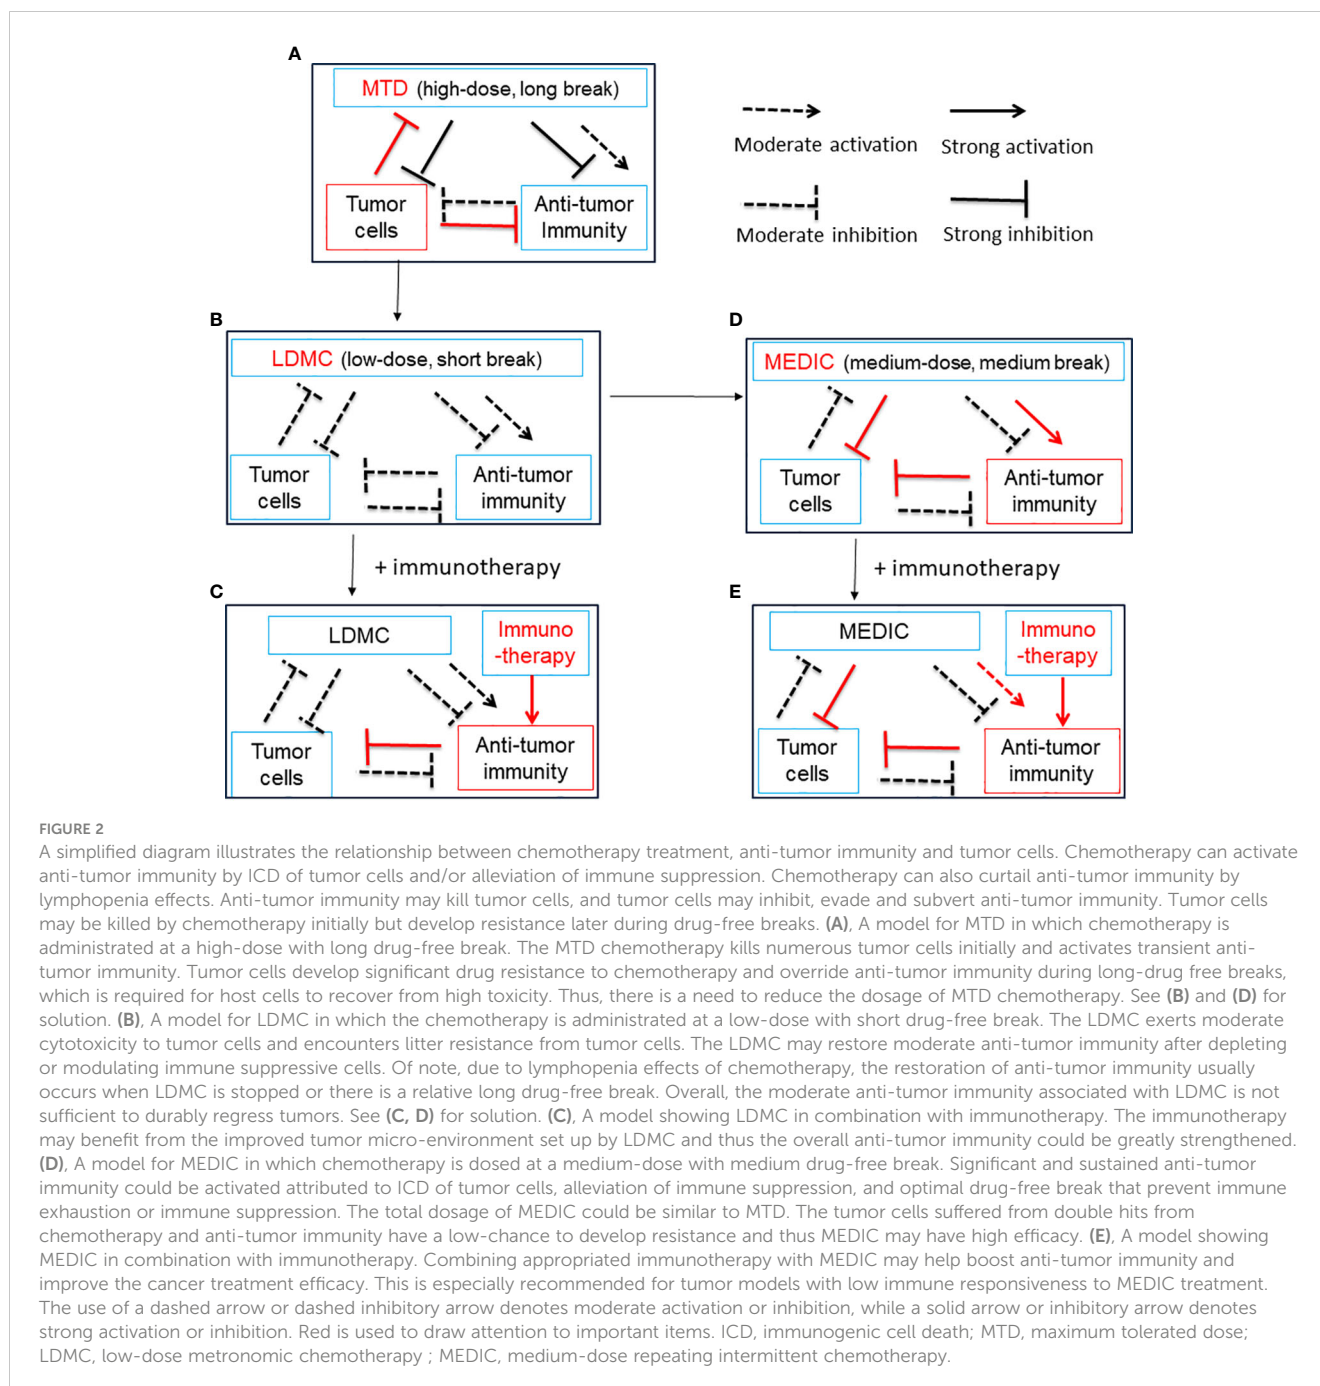 A
MTD (high-dose, long break)
Tumor
cells
Anti-tumor
Immunity
Moderate activation
Strong activation
Moderate inhibition
Strong inhibition
B
LDMC (low-dose, short break)
Tumor
cells
Anti-tumor
immunity
D
MEDIC (medium-dose, medium break)
Tumor
cells
Anti-tumor
immunity
+ immunotherapy
+ immunotherapy
C
LDMC
Immuno
-therapy
Tumor
cells
Anti-tumor
immunity
E
MEDIC
Immuno
-therapy
Tumor
cells
Anti-tumor
immunity
FIGURE 2
A simplified diagram illustrates the relationship between chemotherapy treatment, anti-tumor immunity and tumor cells. Chemotherapy can activate
anti-tumor immunity by ICD of tumor cells and/or alleviation of immune suppression. Chemotherapy can also curtail anti-tumor immunity by
lymphopenia effects. Anti-tumor immunity may kill tumor cells, and tumor cells may inhibit, evade and subvert anti-tumor immunity. Tumor cells
may be killed by chemotherapy initially but develop resistance later during drug-free breaks. (A), A model for MTD in which chemotherapy is
administrated at a high-dose with long drug-free break. The MTD chemotherapy kills numerous tumor cells initially and activates transient anti-
tumor immunity. Tumor cells develop significant drug resistance to chemotherapy and override anti-tumor immunity during long-drug free breaks,
which is required for host cells to recover from high toxicity. Thus, there is a need to reduce the dosage of MTD chemotherapy. See (B) and (D) for
solution. (B), A model for LDMC in which the chemotherapy is administrated at a low-dose with short drug-free break. The LDMC exerts moderate
cytotoxicity to tumor cells and encounters litter resistance from tumor cells. The LDMC may restore moderate anti-tumor immunity after depleting
or modulating immune suppressive cells. Of note, due to lymphopenia effects of chemotherapy, the restoration of anti-tumor immunity usually
occurs when LDMC is stopped or there is a relative long drug-free break. Overall, the moderate anti-tumor immunity associated with LDMC is not
sufficient to durably regress tumors. See (C, D) for solution. (C), A model showing LDMC in combination with immunotherapy. The immunotherapy
may benefit from the improved tumor micro-environment set up by LDMC and thus the overall anti-tumor immunity could be greatly strengthened.
(D), A model for MEDIC in which chemotherapy is dosed at a medium-dose with medium drug-free break. Significant and sustained anti-tumor
immunity could be activated attributed to ICD of tumor cells, alleviation of immune suppression, and optimal drug-free break that prevent immune
exhaustion or immune suppression. The total dosage of MEDIC could be similar to MTD. The tumor cells suffered from double hits from
chemotherapy and anti-tumor immunity have a low-chance to develop resistance and thus MEDIC may have high efficacy. (E), A model showing
MEDIC in combination with immunotherapy. Combining appropriated immunotherapy with MEDIC may help boost anti-tumor immunity and
improve the cancer treatment efficacy. This is especially recommended for tumor models with low immune responsiveness to MEDIC treatment.
The use of a dashed arrow or dashed inhibitory arrow denotes moderate activation or inhibition, while a solid arrow or inhibitory arrow denotes
strong activation or inhibition. Red is used to draw attention to important items. ICD, immunogenic cell death; MTD, maximum tolerated dose;
LDMC, low-dose metronomic chemotherapy ; MEDIC, medium-dose repeating intermittent chemotherapy.